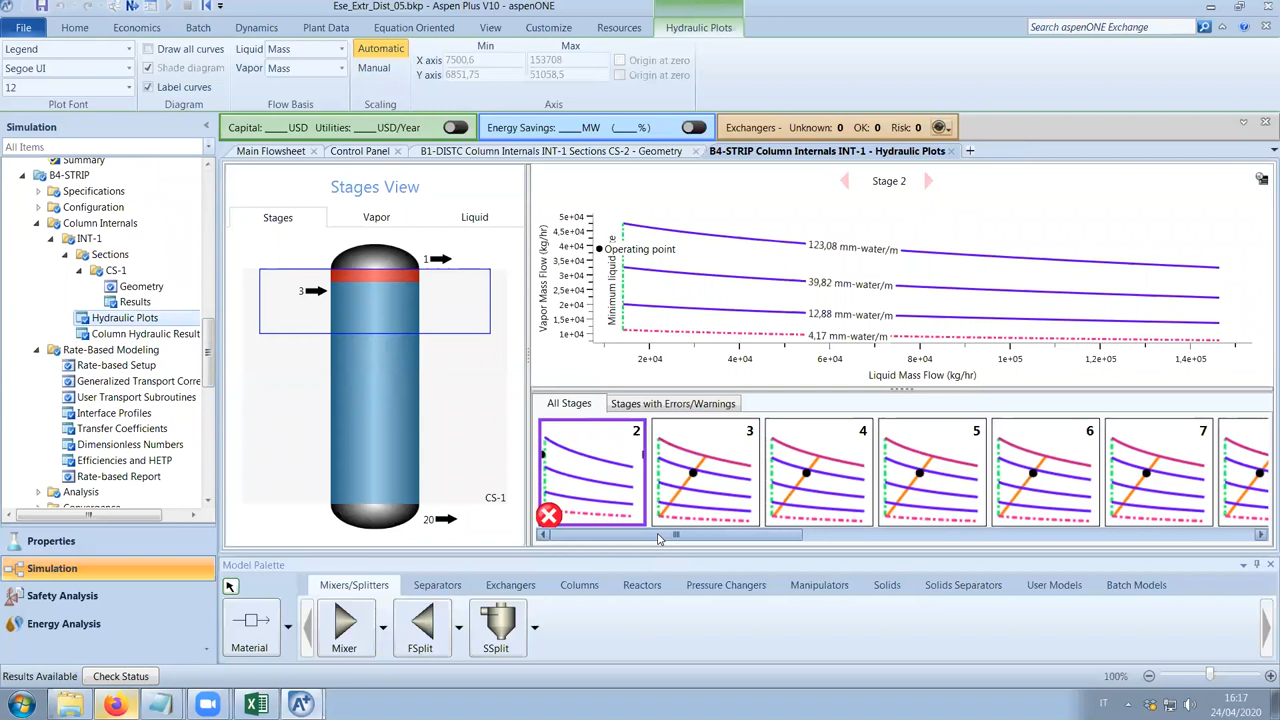 Ese_Extr_Dist_05.bkp - Aspen Plus V10 - aspenONE
Hydraulic Plots
File Home Economics Batch Dynamics Plant Data Equation Oriented View Customize Resources Hydraulic Plots Search aspenONE Exchange
Legend
Segoe UI
12
Plot Font
Draw all curves
Shade diagram
Label curves
Diagram
Liquid Mass
Vapor Mass
Flow Basis
Automatic
Manual
Scaling
Min Max
X axis 7500,6 153708 Origin at zero
Y axis 6851,75 51058,5 Origin at zero
Axis
Simulation
All Items
Capital: ____ USD Utilities: ____ USD/Year
Energy Savings: ____ MW (____ %)
Exchangers - Unknown: 0 OK: 0 Risk: 0
Main Flowsheet Control Panel B1-DISTC Column Internals INT-1 Sections CS-2 - Geometry B4-STRIP Column Internals INT-1 - Hydraulic Plots
Summary
B4-STRIP
Specifications
Configuration
Column Internals
INT-1
Sections
CS-1
Geometry
Results
Hydraulic Plots
Column Hydraulic Result
Rate-Based Modeling
Rate-based Setup
Generalized Transport Corre
User Transport Subroutines
Interface Profiles
Transfer Coefficients
Dimensionless Numbers
Efficiencies and HETP
Rate-based Report
Analysis
Properties
Simulation
Safety Analysis
Energy Analysis
Stages View
Stages Vapor Liquid
1
3
CS-1
20
Stage 2
Vapor Mass Flow (kg/hr)
5e+04
4e+04
4e+04
3e+04
3e+04
2e+04
2e+04
1e+04
Minimum liquid
Operating point
123,08 mm-water/m
39,82 mm-water/m
12,88 mm-water/m
4,17 mm-water/m
2e+04 4e+04 6e+04 8e+04 1e+05 1,2e+05 1,4e+05
Liquid Mass Flow (kg/hr)
All Stages Stages with Errors/Warnings
2 3 4 5 6 7
Model Palette
Mixers/Splitters Separators Exchangers Columns Reactors Pressure Changers Manipulators Solids Solids Separators User Models Batch Models
Material Mixer FSplit SSplit
Results Available Check Status
100%
IT
16:17
24/04/2020